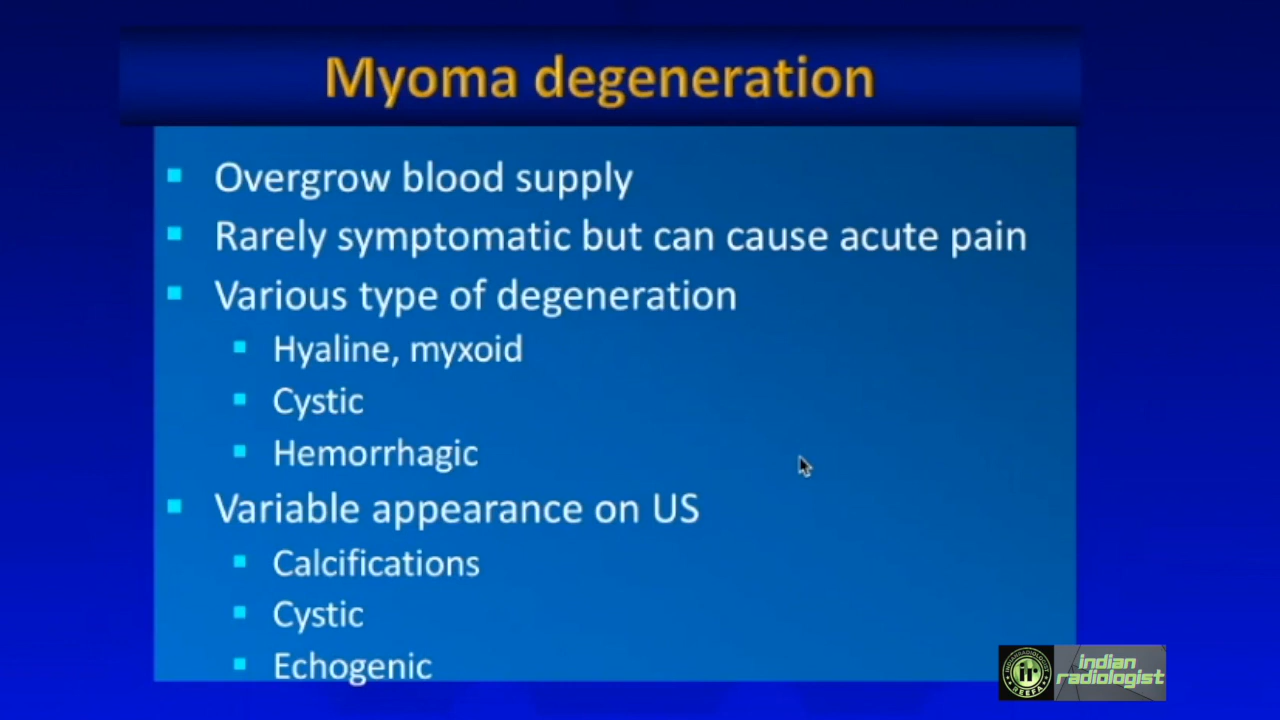 Myoma degeneration
Overgrow blood supply
Rarely symptomatic but can cause acute pain
Various type of degeneration
Hyaline, myxoid
Cystic
Hemorrhagic
Variable appearance on US
Calcifications
Cystic
Echogenic
indian
radiologist